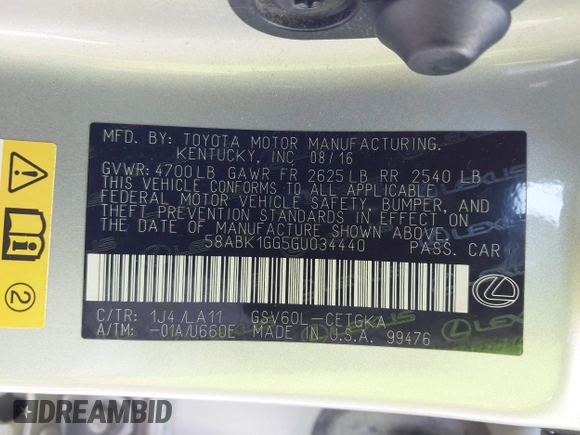 MFD. BY: TOYOTA MOTOR MANUFACTURING.
KENTUCKY, INC 08/16
GVWR: 4700LB GAWR FR 2625LB RR 2540 LB
THIS VEHICLE CONFORMS TO ALL APPLICABLE
FEDERAL MOTOR VEHICLE SAFETY, BUMPER, AND
THEFT PREVENTION STANDARDS IN EFFECT ON
THE DATE OF MANUFACTURE SHOWN ABOVE.
58ABK1GG5GU034440 PASS. CAR
C/TR: 1J4/LA11 GSV60L-CETGKA
A/TM: -01A/U660E MADE IN U.S.A. 99476
LEXUS
2
DREAMBID